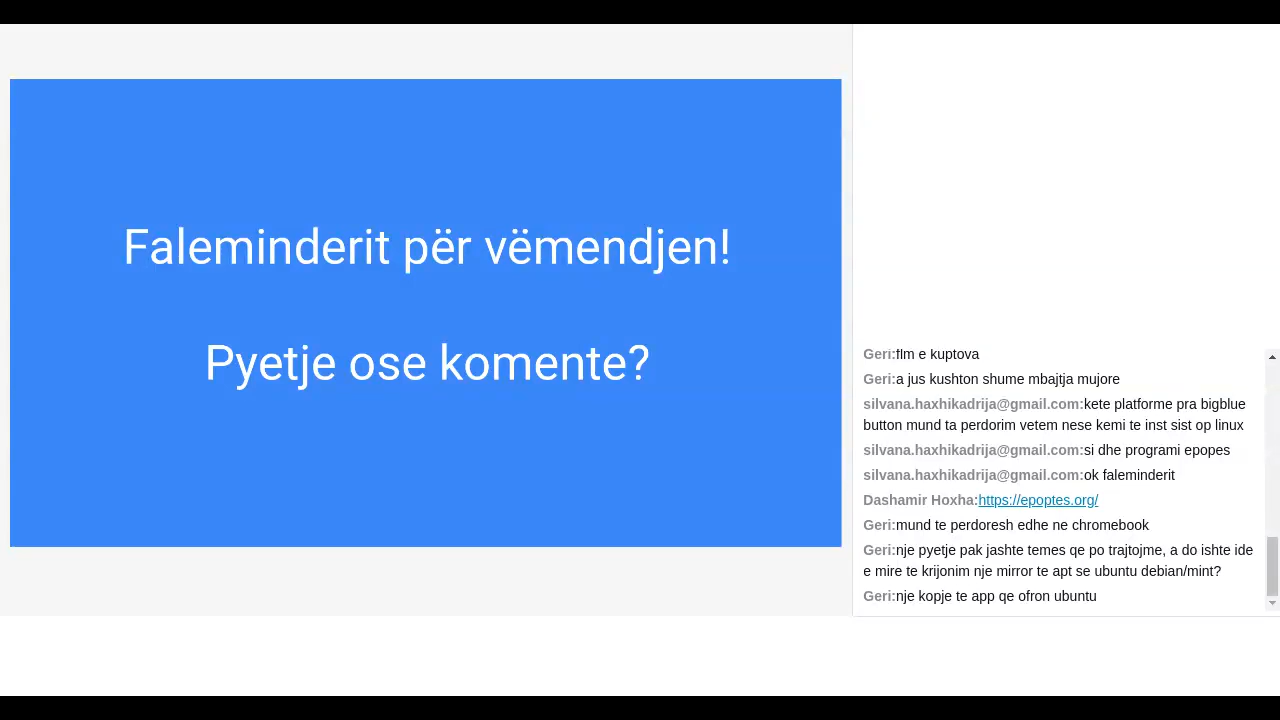 Faleminderit për vëmendjen!
Pyetje ose komente?
Geri:flm e kuptova
Geri:a jus kushton shume mbajtja mujore
silvana.haxhikadrija@gmail.com:kete platforme pra bigblue
button mund ta perdorim vetem nese kemi te inst sist op linux
silvana.haxhikadrija@gmail.com:si dhe programi epopes
silvana.haxhikadrija@gmail.com:ok faleminderit
Dashamir Hoxha:https://epoptes.org/
Geri:mund te perdoresh edhe ne chromebook
Geri:nje pyetje pak jashte temes qe po trajtojme, a do ishte ide
e mire te krijonim nje mirror te apt se ubuntu debian/mint?
Geri:nje kopje te app qe ofron ubuntu